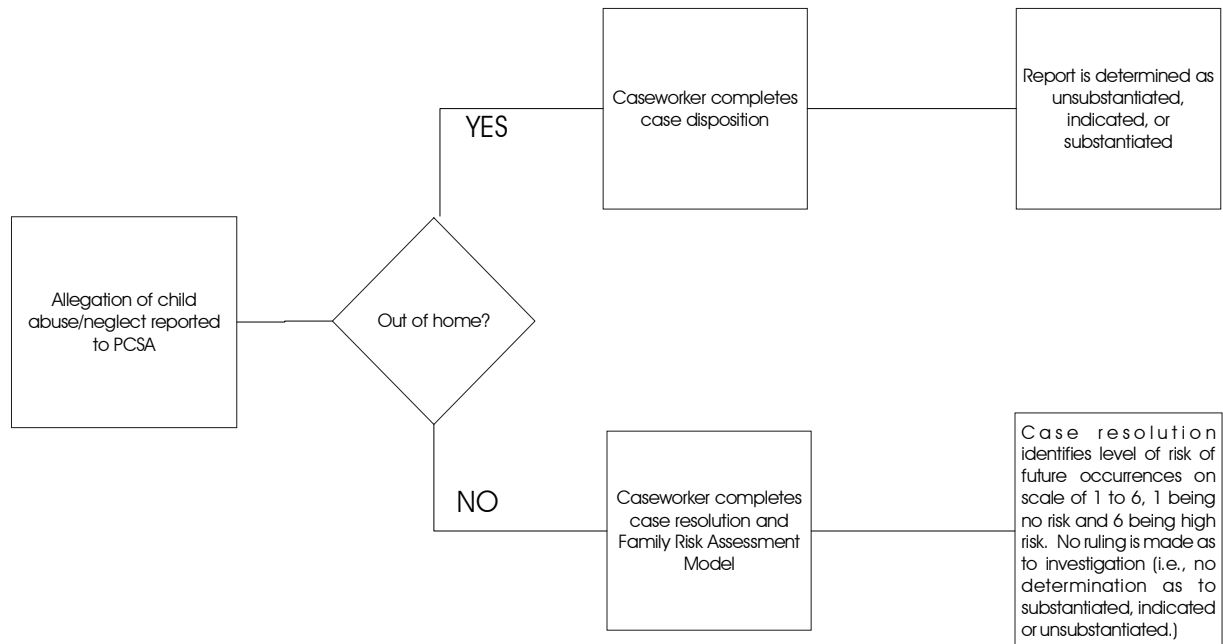 Allegation of child
abuse/neglect reported
to PCSA
Out of home?
YES
Caseworker completes
case disposition
Report is determined as
unsubstantiated,
indicated, or
substantiated
NO
Caseworker completes
case resolution and
Family Risk Assessment
Model
Case resolution
identifies level of risk of
future occurrences on
scale of 1 to 6, 1 being
no risk and 6 being high
risk. No ruling is made as
to investigation (i.e., no
determination as to
substantiated, indicated
or unsubstantiated.)